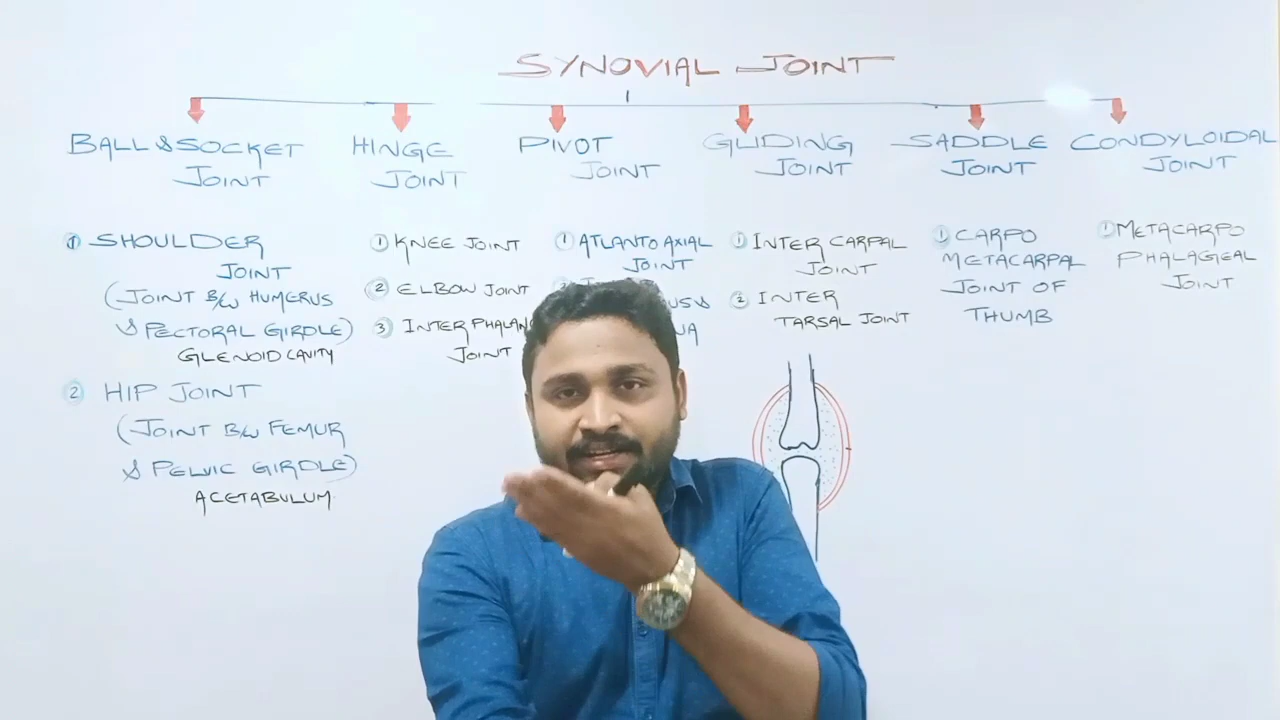 SYNOVIAL JOINT
BALL & SOCKET
JOINT
HINGE
JOINT
PIVOT
JOINT
GLIDING
JOINT
SADDLE
JOINT
CONDYLOIDAL
JOINT
① SHOULDER
JOINT
(JOINT B/W HUMERUS
& PECTORAL GIRDLE)
GLENOID CAVITY
② HIP JOINT
(JOINT B/W FEMUR
& PELVIC GIRDLE)
ACETABULUM
① KNEE JOINT
② ELBOW JOINT
③ INTER PHALAN
JOINT
① ATLANTO AXIAL
JOINT
① INTER CARPAL
JOINT
② INTER
TARSAL JOINT
① CARPO
METACARPAL
JOINT OF
THUMB
① METACARPO
PHALAGEAL
JOINT